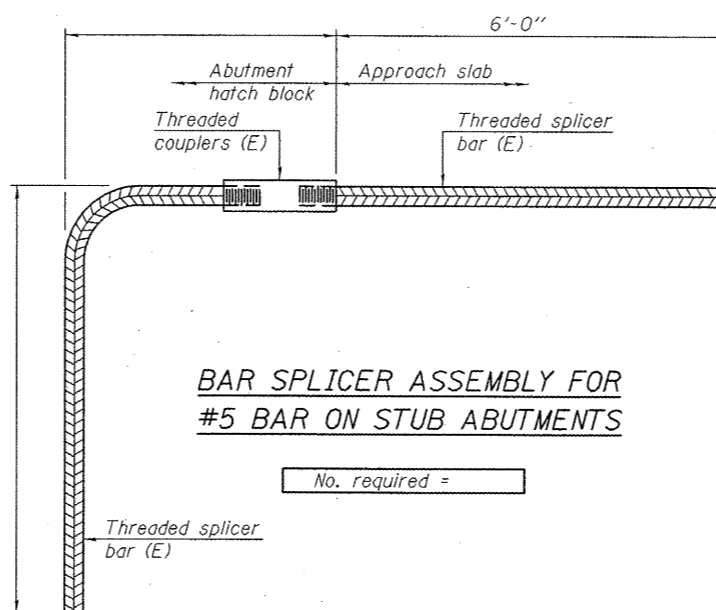 6'-0"
Abutment
hatch block
Approach slab
Threaded
couplers (E)
Threaded splicer
bar (E)
BAR SPLICER ASSEMBLY FOR
#5 BAR ON STUB ABUTMENTS
No. required =
Threaded splicer
bar (E)